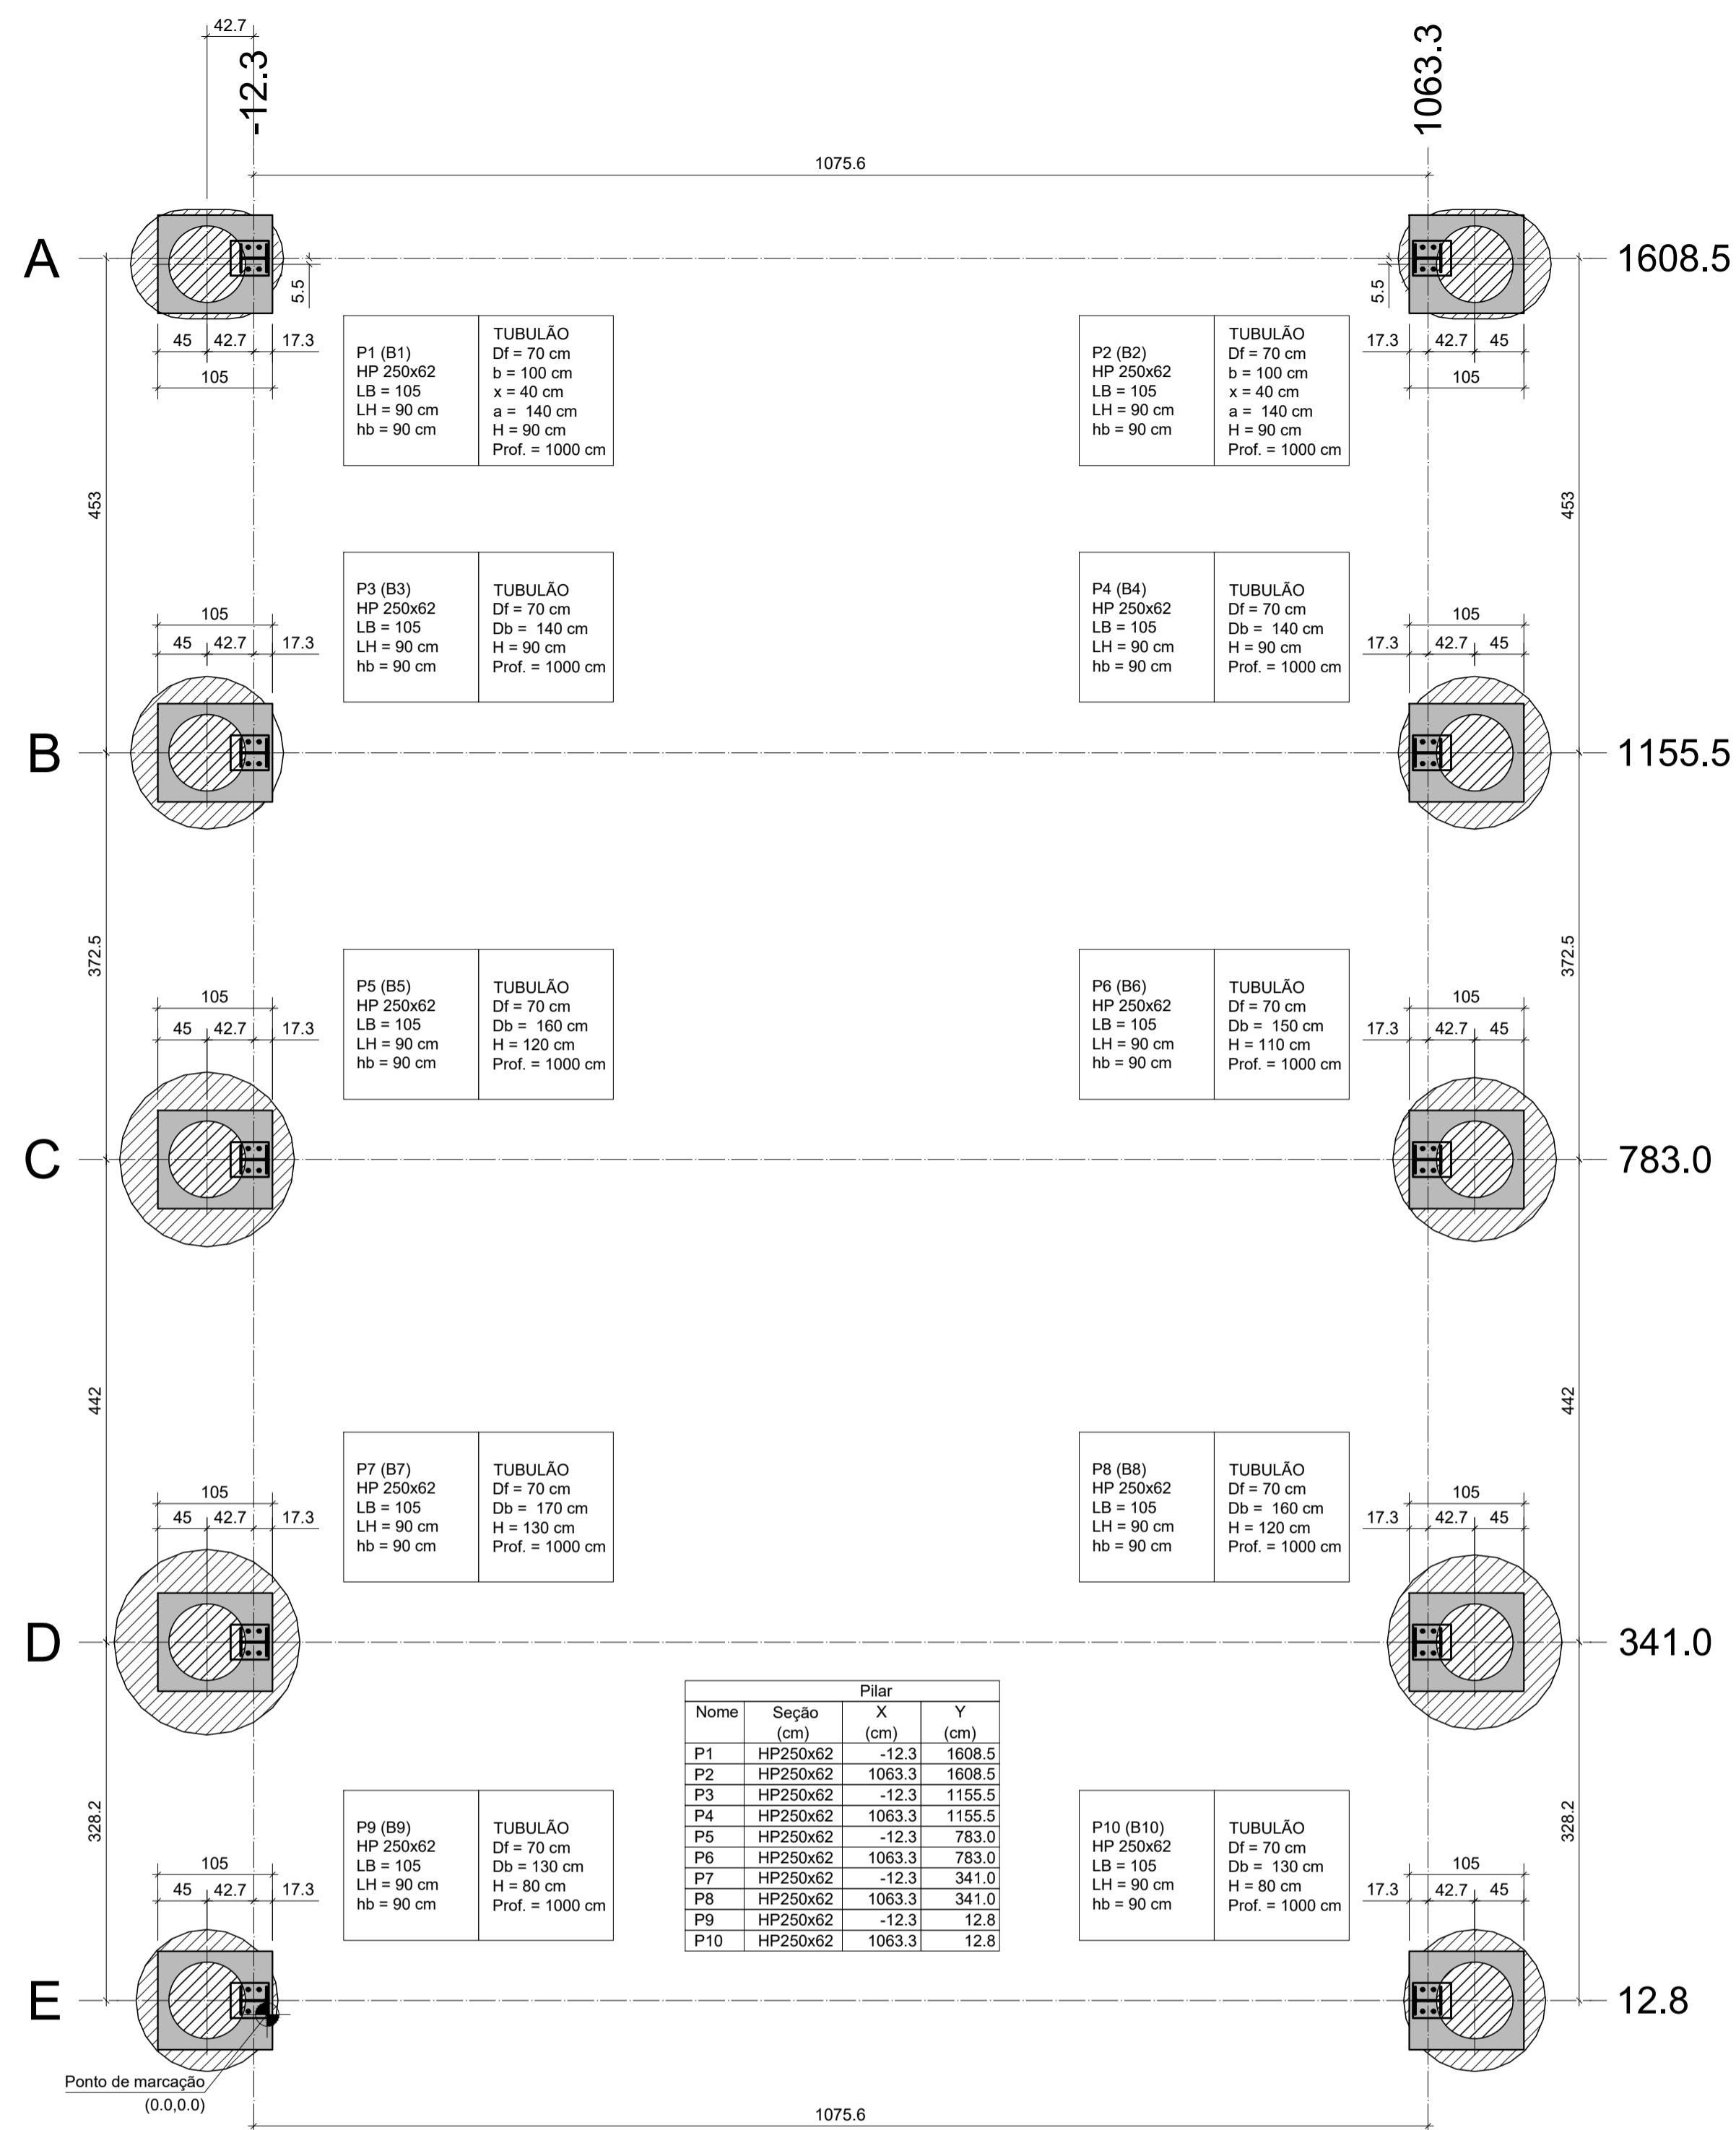 42.7
-12.3
1063.3
1075.6
A
1608.5
5.5
5.5
45 42.7 17.3
105
17.3 42.7 45
105
P1 (B1)
HP 250x62
LB = 105
LH = 90 cm
hb = 90 cm
TUBULÃO
Df = 70 cm
b = 100 cm
x = 40 cm
a = 140 cm
H = 90 cm
Prof. = 1000 cm
P2 (B2)
HP 250x62
LB = 105
LH = 90 cm
hb = 90 cm
TUBULÃO
Df = 70 cm
b = 100 cm
x = 40 cm
a = 140 cm
H = 90 cm
Prof. = 1000 cm
453
453
P3 (B3)
HP 250x62
LB = 105
LH = 90 cm
hb = 90 cm
TUBULÃO
Df = 70 cm
Db = 140 cm
H = 90 cm
Prof. = 1000 cm
P4 (B4)
HP 250x62
LB = 105
LH = 90 cm
hb = 90 cm
TUBULÃO
Df = 70 cm
Db = 140 cm
H = 90 cm
Prof. = 1000 cm
105
45 42.7 17.3
105
17.3 42.7 45
B
1155.5
372.5
372.5
P5 (B5)
HP 250x62
LB = 105
LH = 90 cm
hb = 90 cm
TUBULÃO
Df = 70 cm
Db = 160 cm
H = 120 cm
Prof. = 1000 cm
P6 (B6)
HP 250x62
LB = 105
LH = 90 cm
hb = 90 cm
TUBULÃO
Df = 70 cm
Db = 150 cm
H = 110 cm
Prof. = 1000 cm
105
45 42.7 17.3
105
17.3 42.7 45
C
783.0
442
442
P7 (B7)
HP 250x62
LB = 105
LH = 90 cm
hb = 90 cm
TUBULÃO
Df = 70 cm
Db = 170 cm
H = 130 cm
Prof. = 1000 cm
P8 (B8)
HP 250x62
LB = 105
LH = 90 cm
hb = 90 cm
TUBULÃO
Df = 70 cm
Db = 160 cm
H = 120 cm
Prof. = 1000 cm
105
45 42.7 17.3
105
17.3 42.7 45
D
341.0
Pilar
Nome Seção X Y
(cm) (cm) (cm)
P1 HP250x62 -12.3 1608.5
P2 HP250x62 1063.3 1608.5
P3 HP250x62 -12.3 1155.5
P4 HP250x62 1063.3 1155.5
P5 HP250x62 -12.3 783.0
P6 HP250x62 1063.3 783.0
P7 HP250x62 -12.3 341.0
P8 HP250x62 1063.3 341.0
P9 HP250x62 -12.3 12.8
P10 HP250x62 1063.3 12.8
328.2
328.2
P9 (B9)
HP 250x62
LB = 105
LH = 90 cm
hb = 90 cm
TUBULÃO
Df = 70 cm
Db = 130 cm
H = 80 cm
Prof. = 1000 cm
P10 (B10)
HP 250x62
LB = 105
LH = 90 cm
hb = 90 cm
TUBULÃO
Df = 70 cm
Db = 130 cm
H = 80 cm
Prof. = 1000 cm
105
45 42.7 17.3
105
17.3 42.7 45
E
12.8
Ponto de marcação
(0.0,0.0)
1075.6